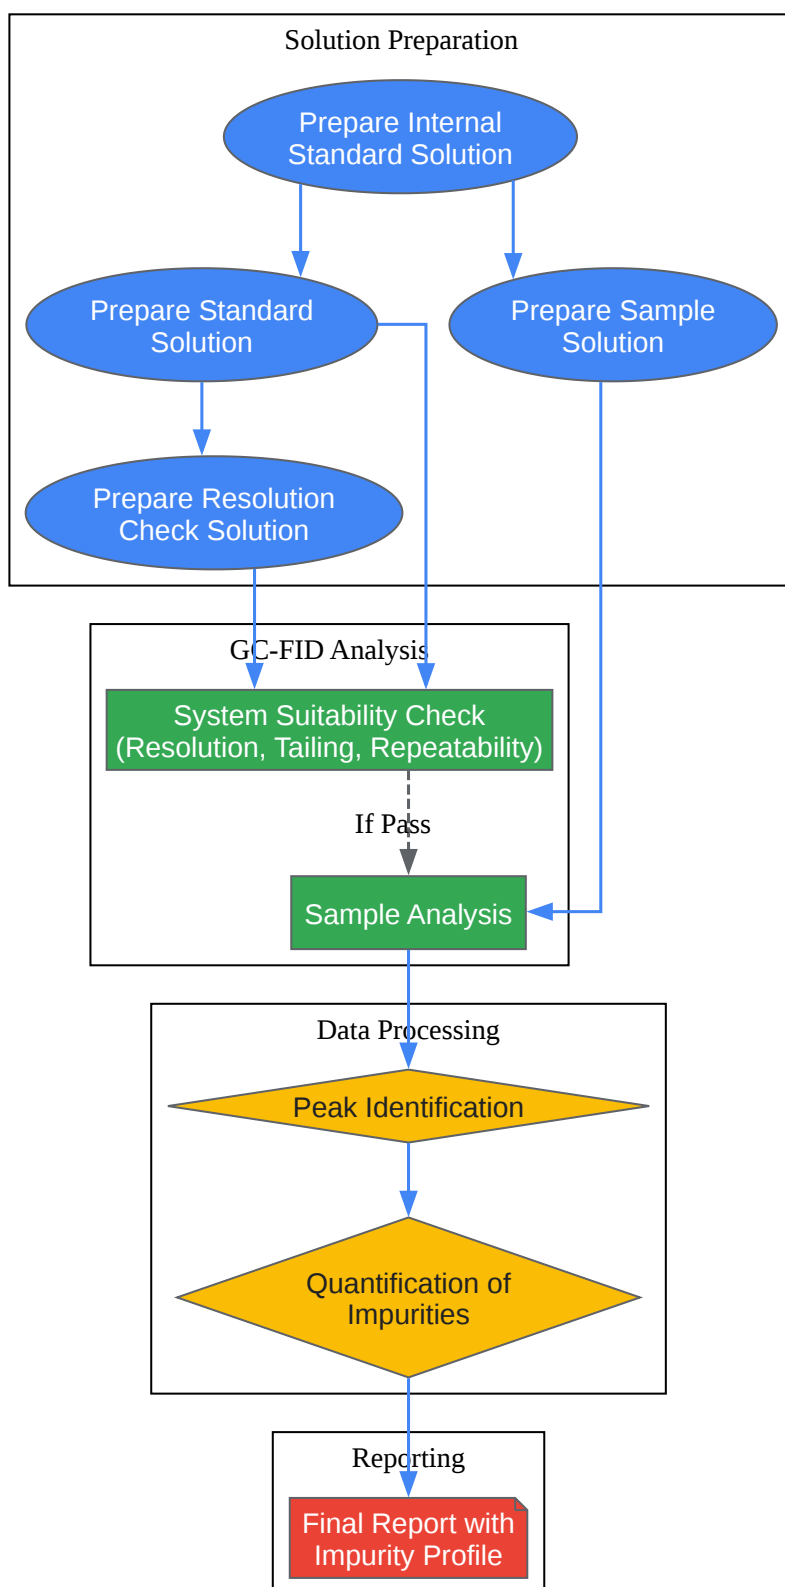 Solution Preparation
Prepare Internal
Standard Solution
Prepare Standard
Solution
Prepare Sample
Solution
Prepare Resolution
Check Solution
GC-FID Analysis
System Suitability Check
(Resolution, Tailing, Repeatability)
If Pass
Sample Analysis
Data Processing
Peak Identification
Quantification of
Impurities
Reporting
Final Report with
Impurity Profile